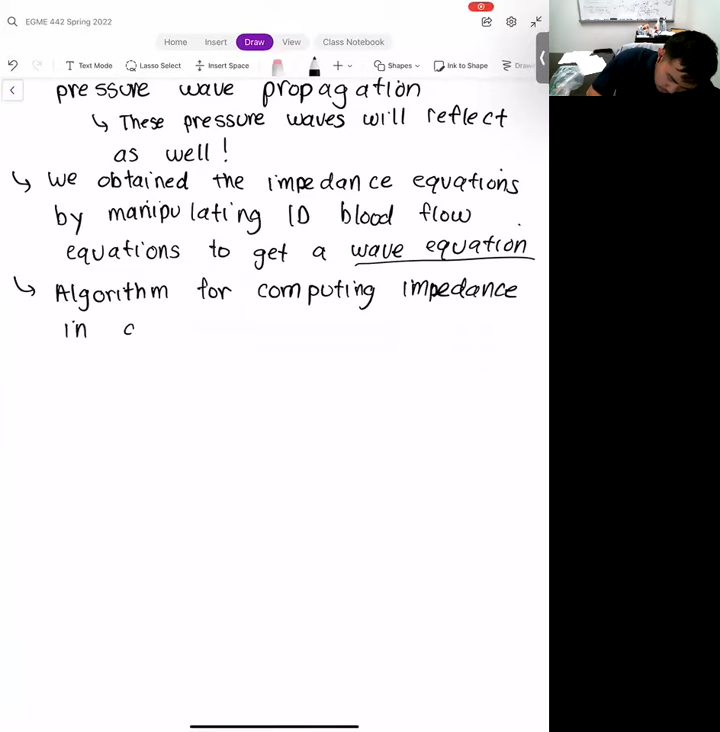 EGME 442 Spring 2022
Home Insert Draw View Class Notebook
Text Mode Lasso Select Insert Space Shapes Ink to Shape Draw
pressure wave propagation
↳ These pressure waves will reflect
as well!
↳ we obtained the impedance equations
by manipulating 1D blood flow
equations to get a wave equation
↳ Algorithm for computing impedance
in a